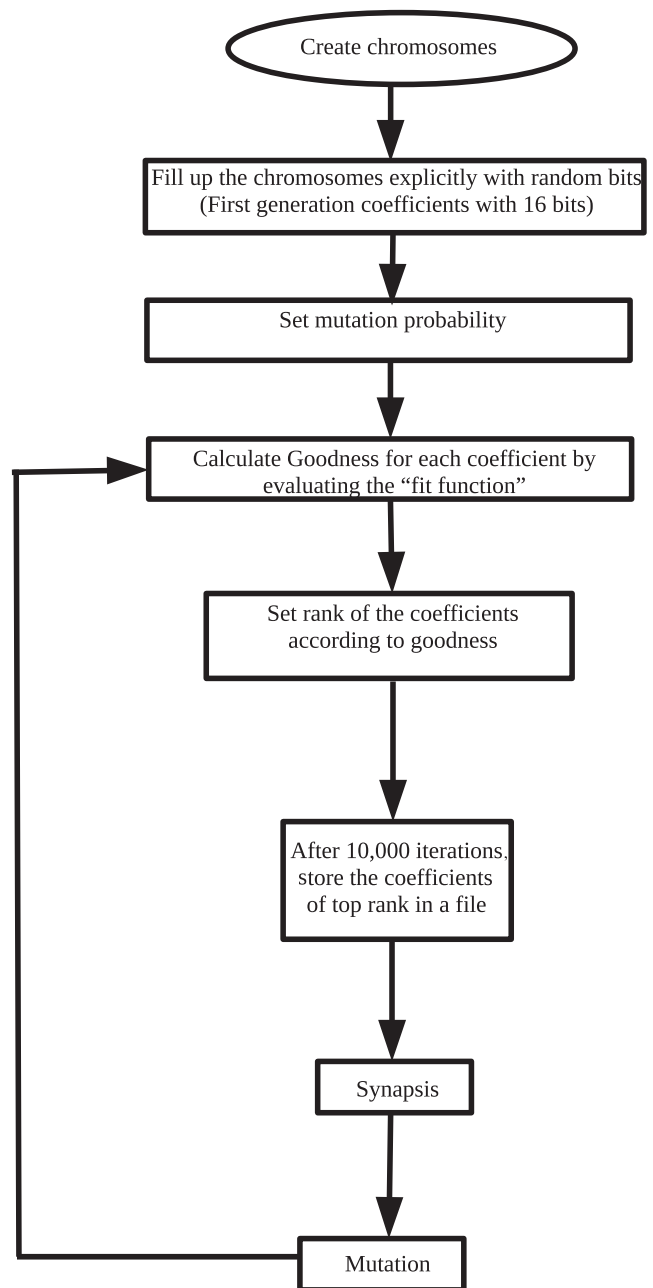 Create chromosomes
Fill up the chromosomes explicitly with random bits
(First generation coefficients with 16 bits)
Set mutation probability
Calculate Goodness for each coefficient by
evaluating the “fit function”
Set rank of the coefficients
according to goodness
After 10,000 iterations,
store the coefficients
of top rank in a file
Synapsis
Mutation